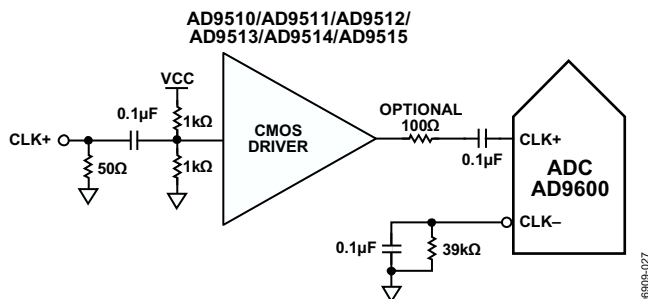 AD9510/AD9511/AD9512/
AD9513/AD9514/AD9515
VCC
0.1µF
1kΩ
CLK+
50Ω
1kΩ
CMOS
DRIVER
OPTIONAL
100Ω
0.1µF
CLK+
ADC
AD9600
CLK–
0.1µF
39kΩ
6909-027